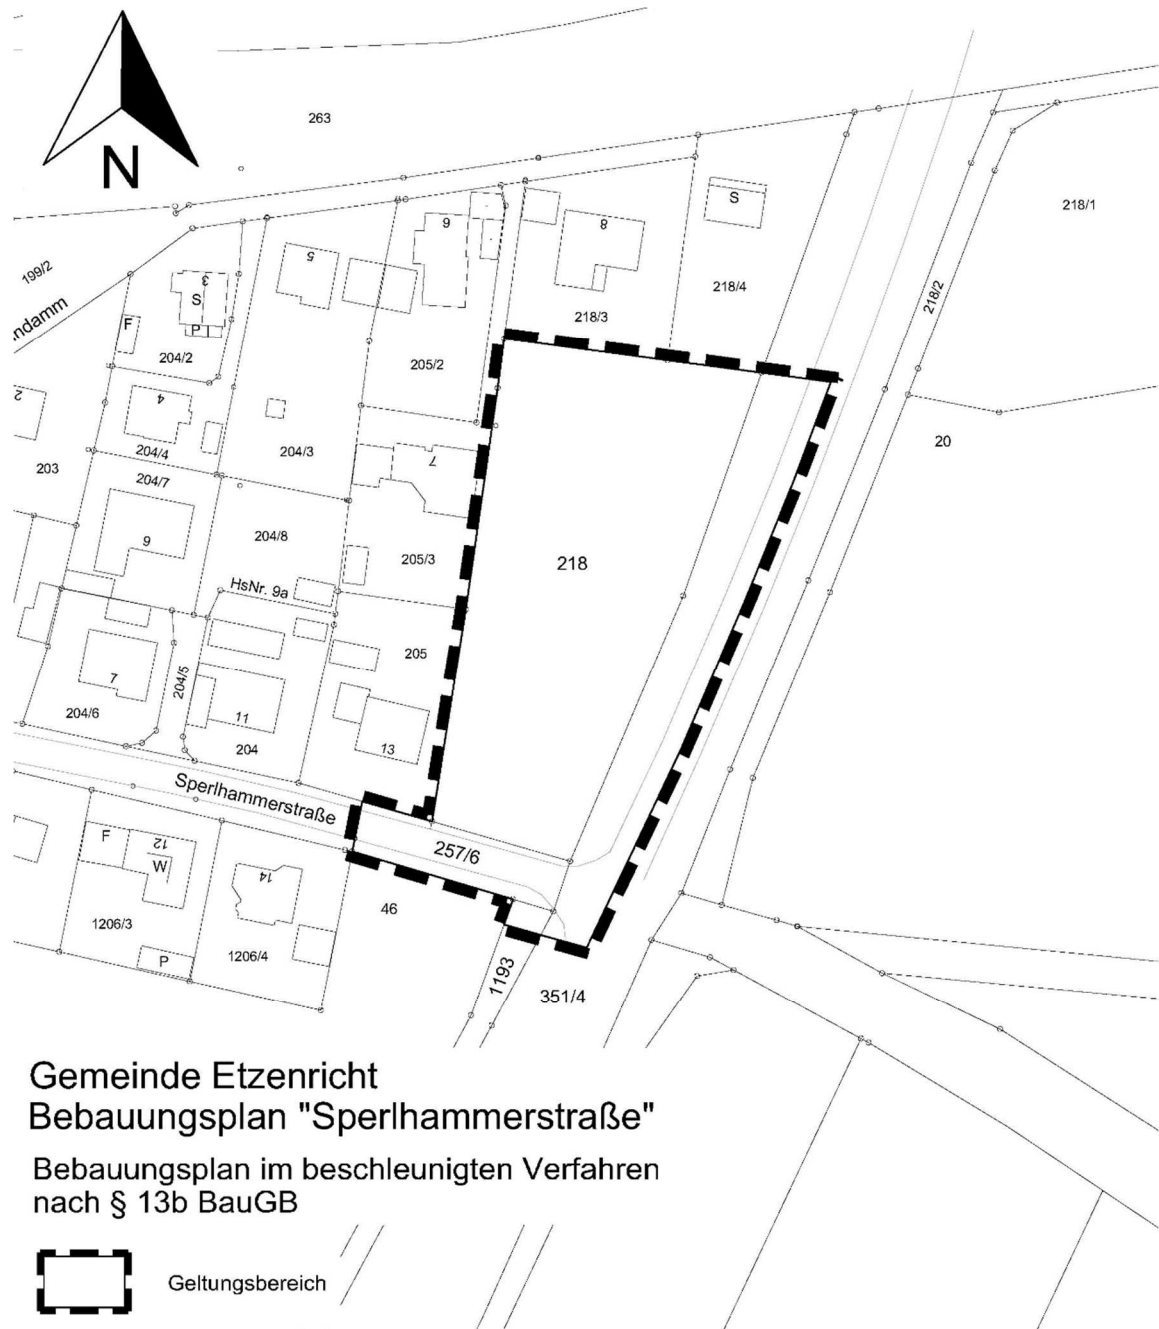 N
263
218/1
199/2
ndamm
3
S
P
F
204/2
5
6
8
S
218/4
218/3
218/2
205/2
2
4
204/4
204/3
203
204/7
7
20
9
204/8
205/3
218
HsNr. 9a
205
7
204/5
204/6
11
204
13
Sperlhammerstraße
257/6
F
12
W
14
46
1206/3
P
1206/4
1193
351/4
Gemeinde Etzenricht
Bebauungsplan "Sperlhammerstraße"
Bebauungsplan im beschleunigten Verfahren
nach § 13b BauGB
Geltungsbereich